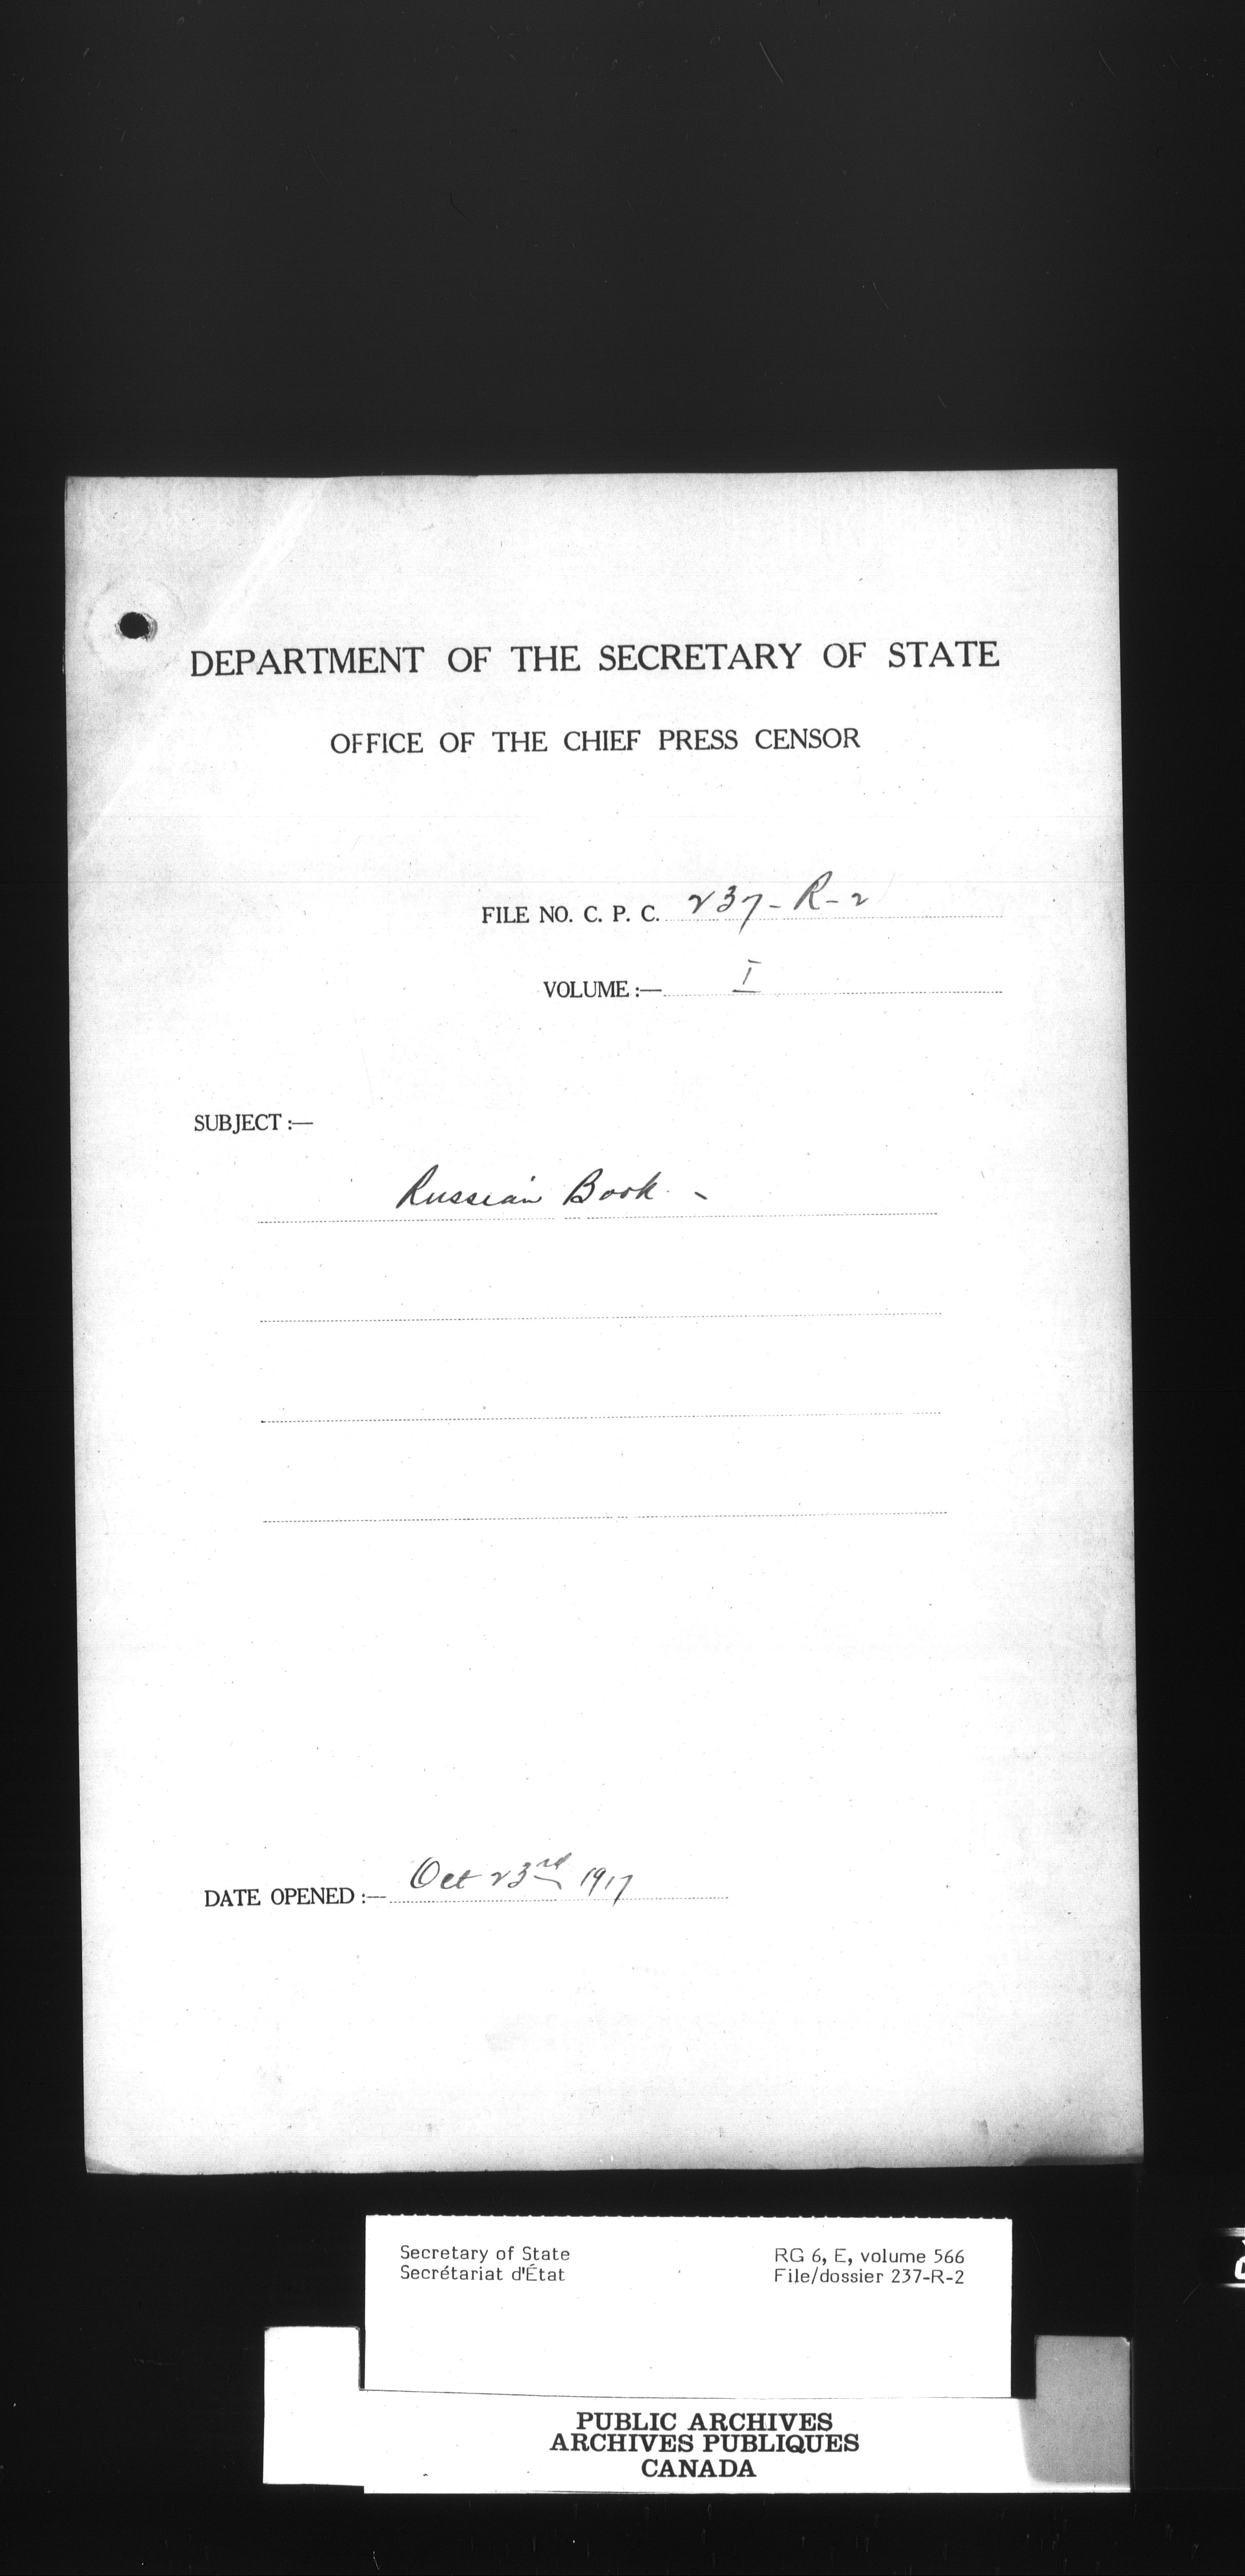 DEPARTMENT OF THE SECRETARY OF STATE
OFFICE OF THE CHIEF PRESS CENSOR
FILE NO. C. P. C. 237-R-2
VOLUME :— I
SUBJECT :—
Russian Book -
DATE OPENED :— Oct 23rd 1917
Secretary of State RG 6, E, volume 566
Secrétariat d'État File/dossier 237-R-2
PUBLIC ARCHIVES
ARCHIVES PUBLIQUES
CANADA